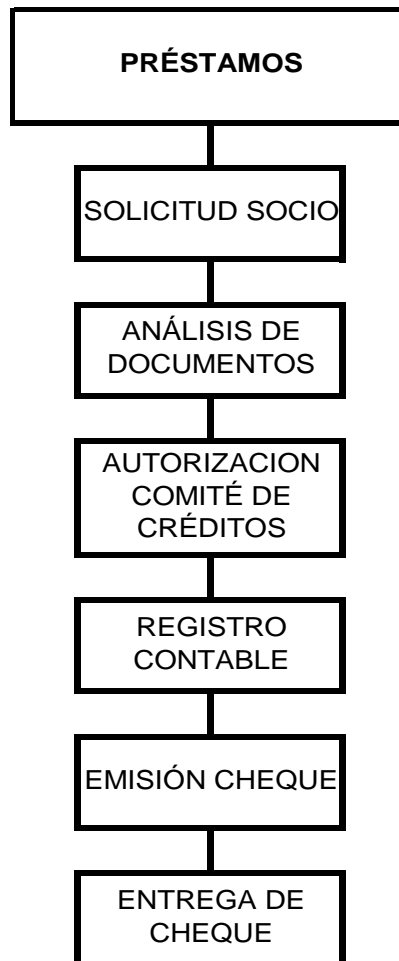 PRÉSTAMOS
SOLICITUD SOCIO
ANÁLISIS DE
DOCUMENTOS
AUTORIZACION
COMITÉ DE
CRÉDITOS
REGISTRO
CONTABLE
EMISIÓN CHEQUE
ENTREGA DE
CHEQUE